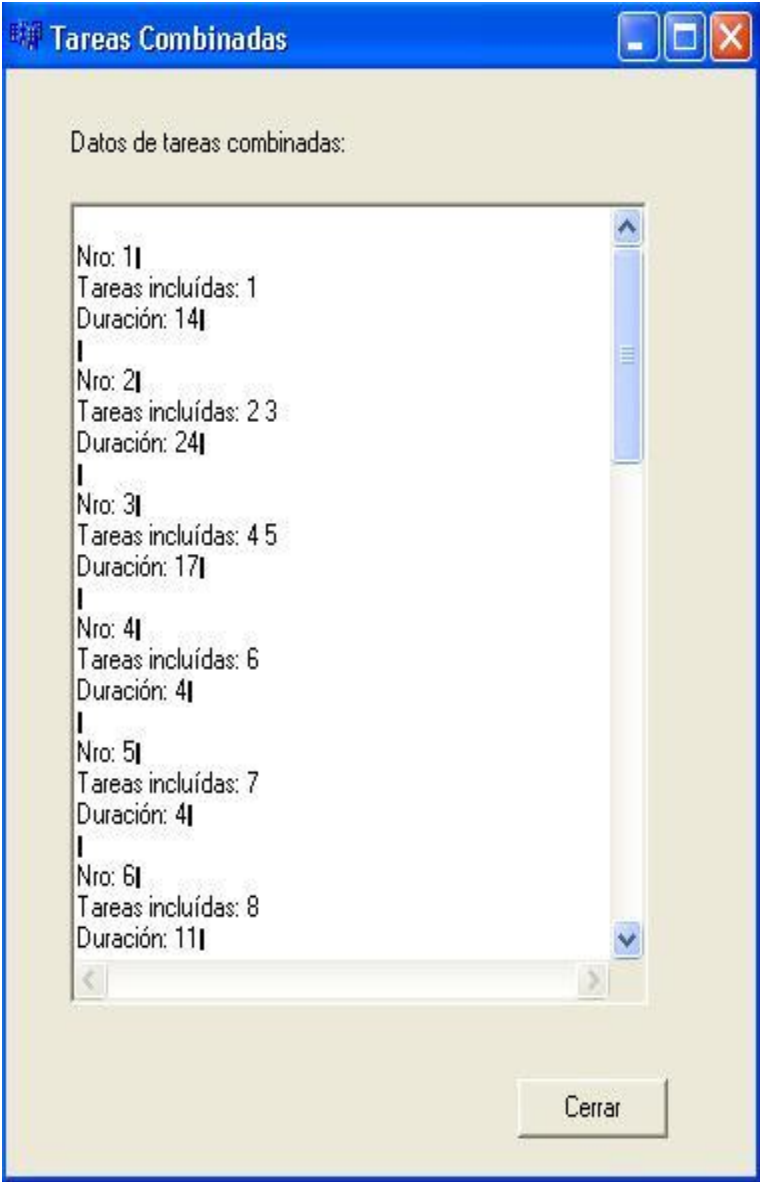 Tareas Combinadas
Datos de tareas combinadas:
Nro: 1
Tareas incluídas: 1
Duración: 14
Nro: 2
Tareas incluídas: 2 3
Duración: 24
Nro: 3
Tareas incluídas: 4 5
Duración: 17
Nro: 4
Tareas incluídas: 6
Duración: 4
Nro: 5
Tareas incluídas: 7
Duración: 4
Nro: 6
Tareas incluídas: 8
Duración: 11
Cerrar